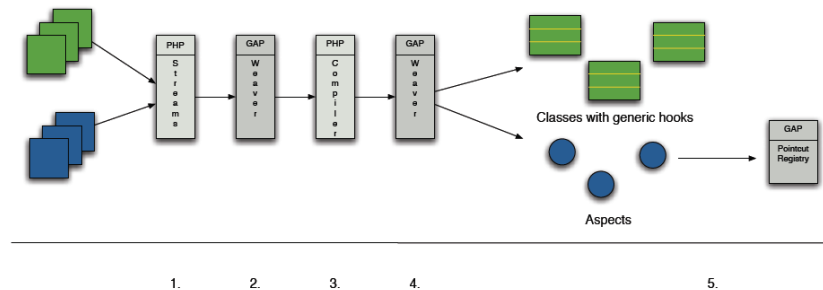 PHP
Streams
GAP
Weaver
PHP
Compiler
GAP
Weaver
Classes with generic hooks
Aspects
GAP
Pointcut
Registry
1.
2.
3.
4.
5.